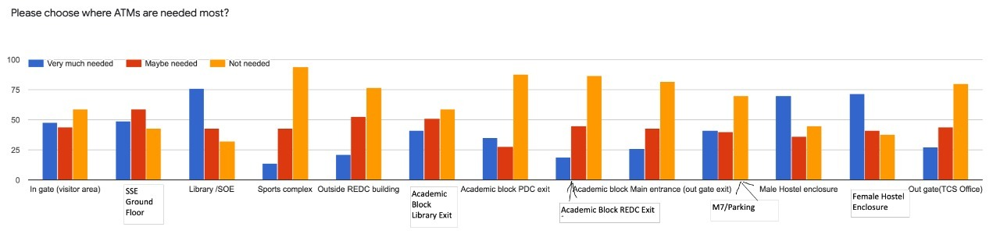 Please choose where ATMs are needed most?
Very much needed
Maybe needed
Not needed
100
75
50
25
0
In gate (visitor area)
SSE
Ground
Floor
Library /SOE
Sports complex
Outside REDC building
Academic
Block
Library Exit
Academic block PDC exit
Academic Block REDC Exit
Academic block Main entrance (out gate exit)
M7/Parking
Male Hostel enclosure
Female Hostel
Enclosure
Out gate(TCS Office)